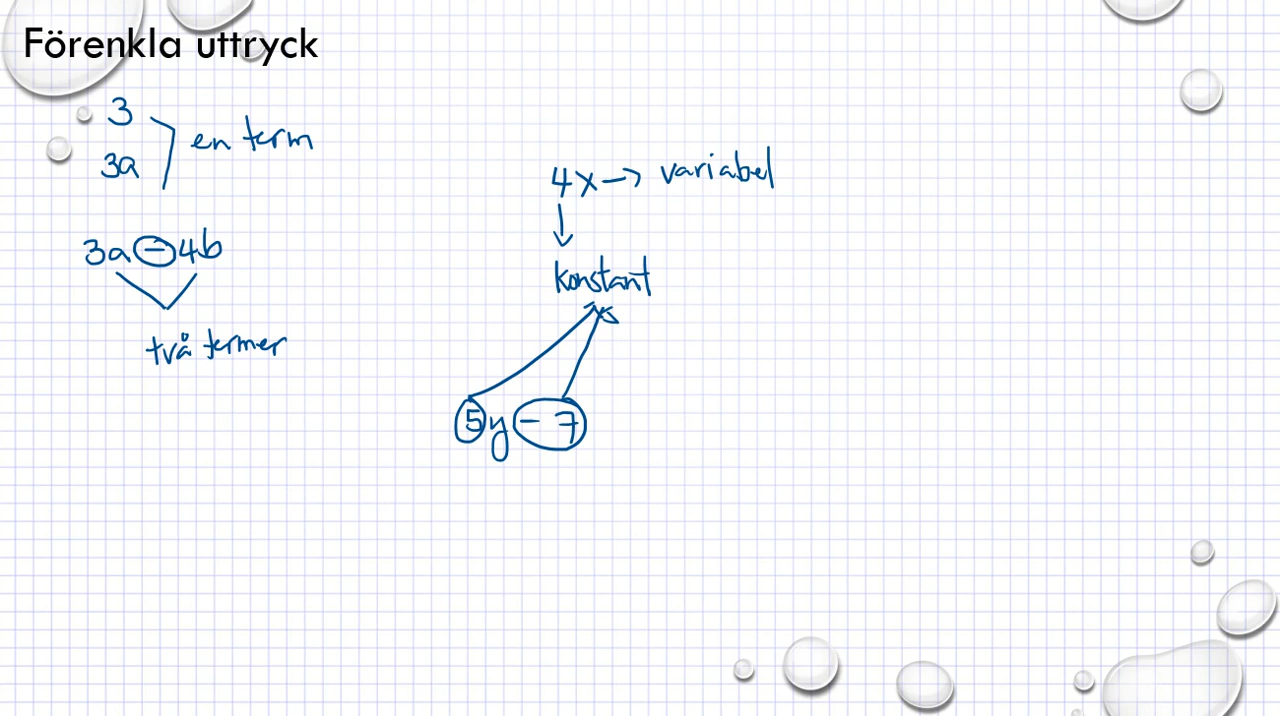 Förenkla uttryck
3
3a
en term
3a - 4b
två termer
4x → variabel
konstant
5y - 7